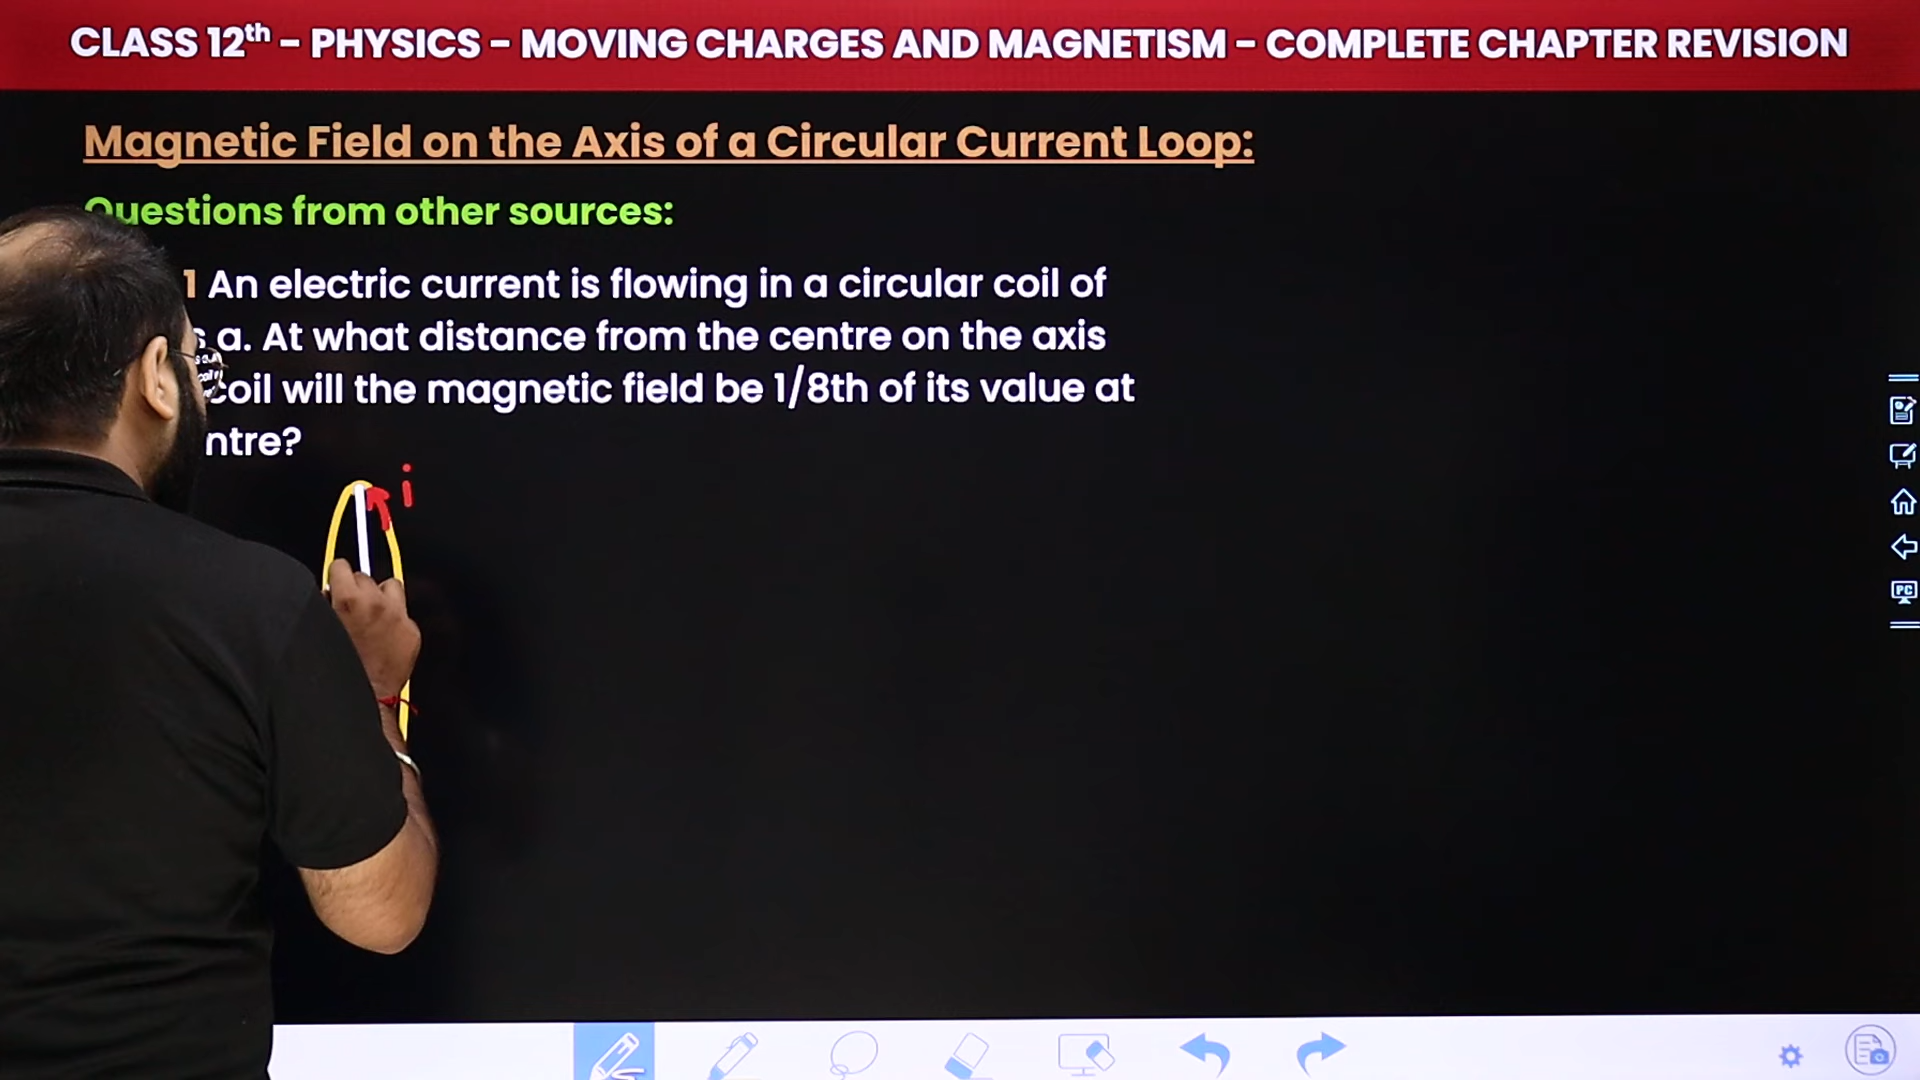 CLASS 12th - PHYSICS - MOVING CHARGES AND MAGNETISM - COMPLETE CHAPTER REVISION
Magnetic Field on the Axis of a Circular Current Loop:
Questions from other sources:
1 An electric current is flowing in a circular coil of
s a. At what distance from the centre on the axis
coil will the magnetic field be 1/8th of its value at
ntre?
i
PC